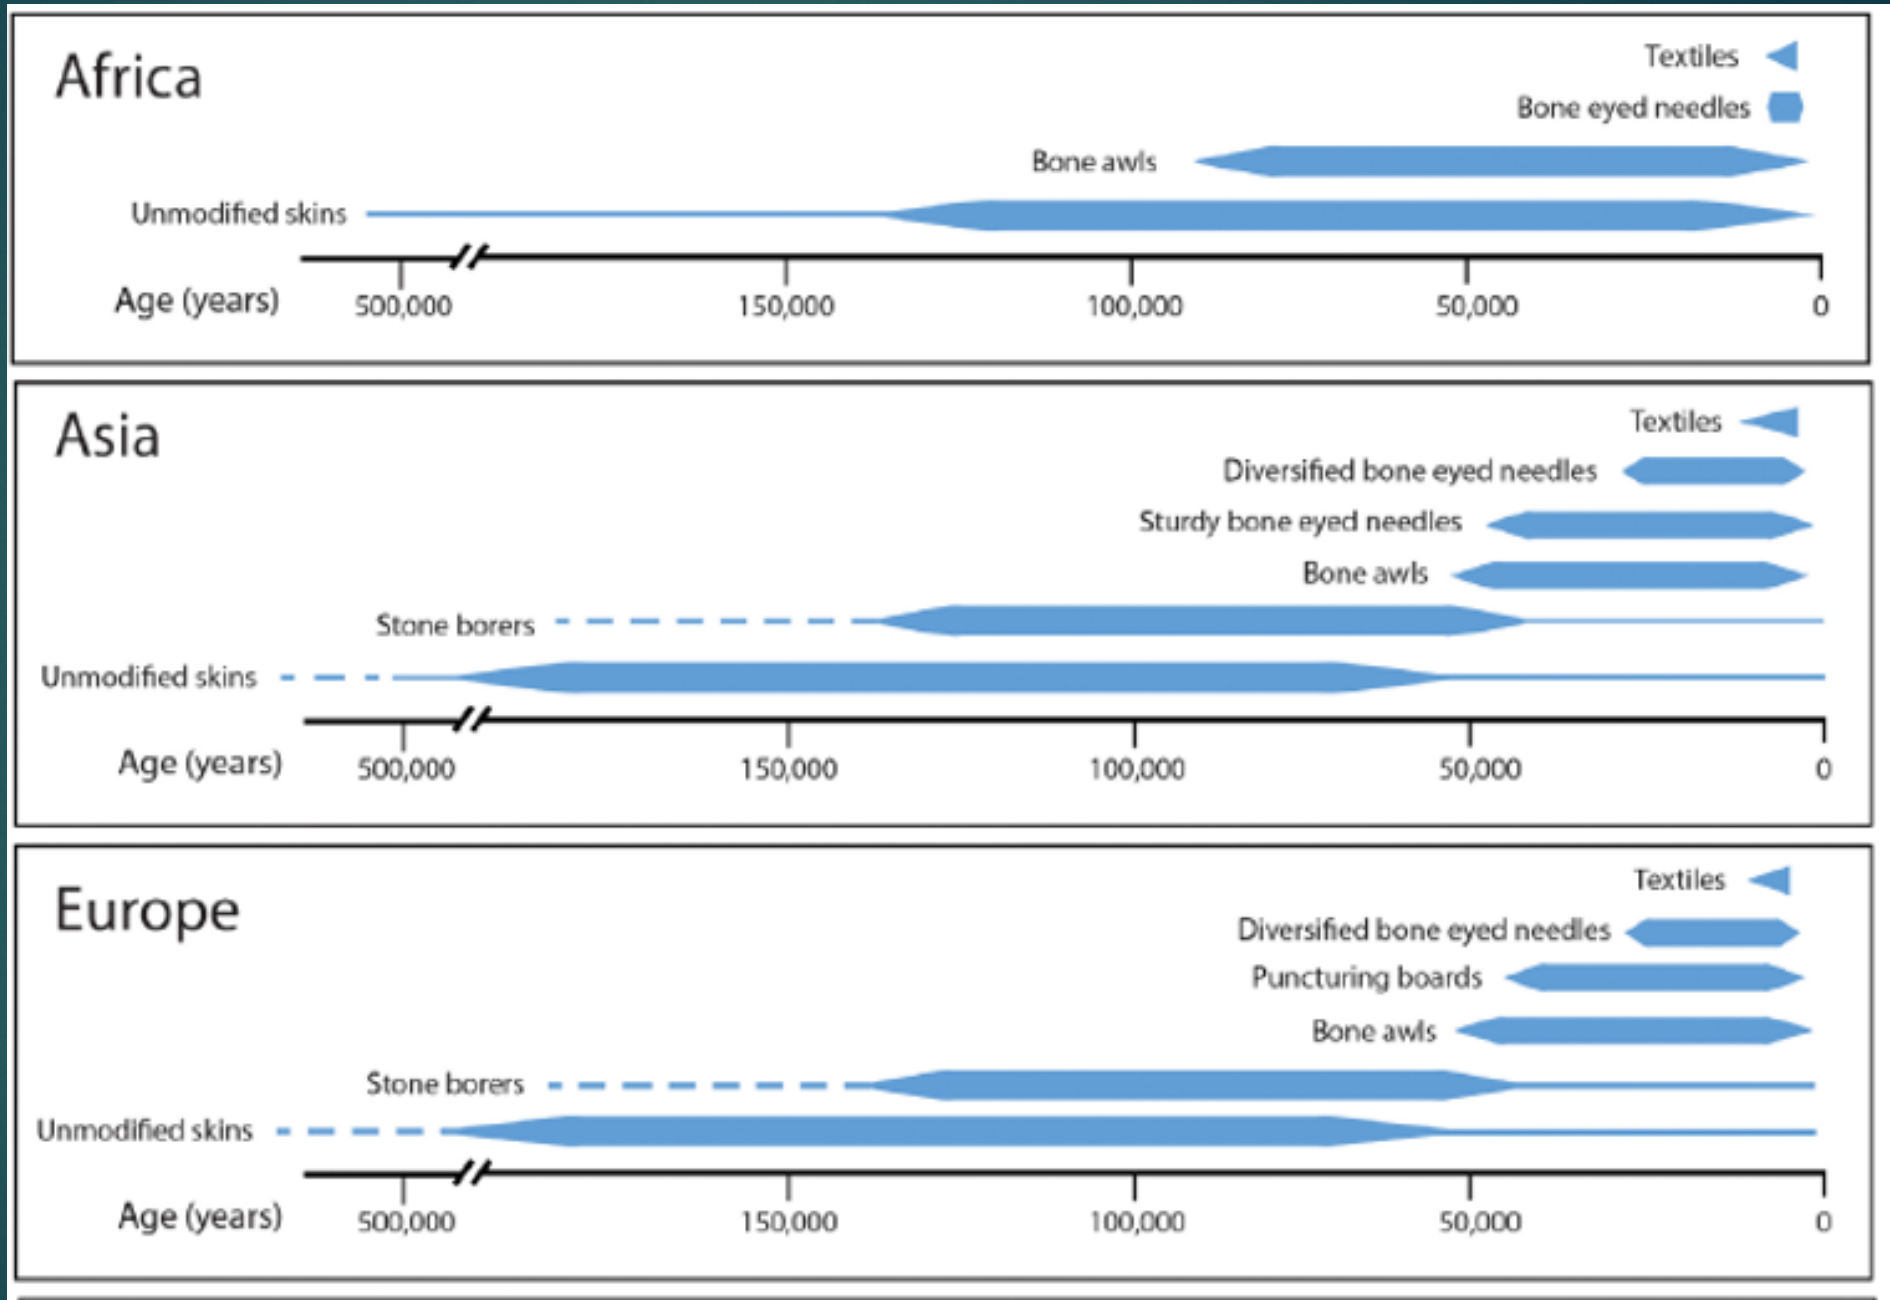 Africa
Textiles
Bone eyed needles
Bone awls
Unmodified skins
Age (years) 500,000 150,000 100,000 50,000 0
Asia
Textiles
Diversified bone eyed needles
Sturdy bone eyed needles
Bone awls
Stone borers
Unmodified skins
Age (years) 500,000 150,000 100,000 50,000 0
Europe
Textiles
Diversified bone eyed needles
Puncturing boards
Bone awls
Stone borers
Unmodified skins
Age (years) 500,000 150,000 100,000 50,000 0